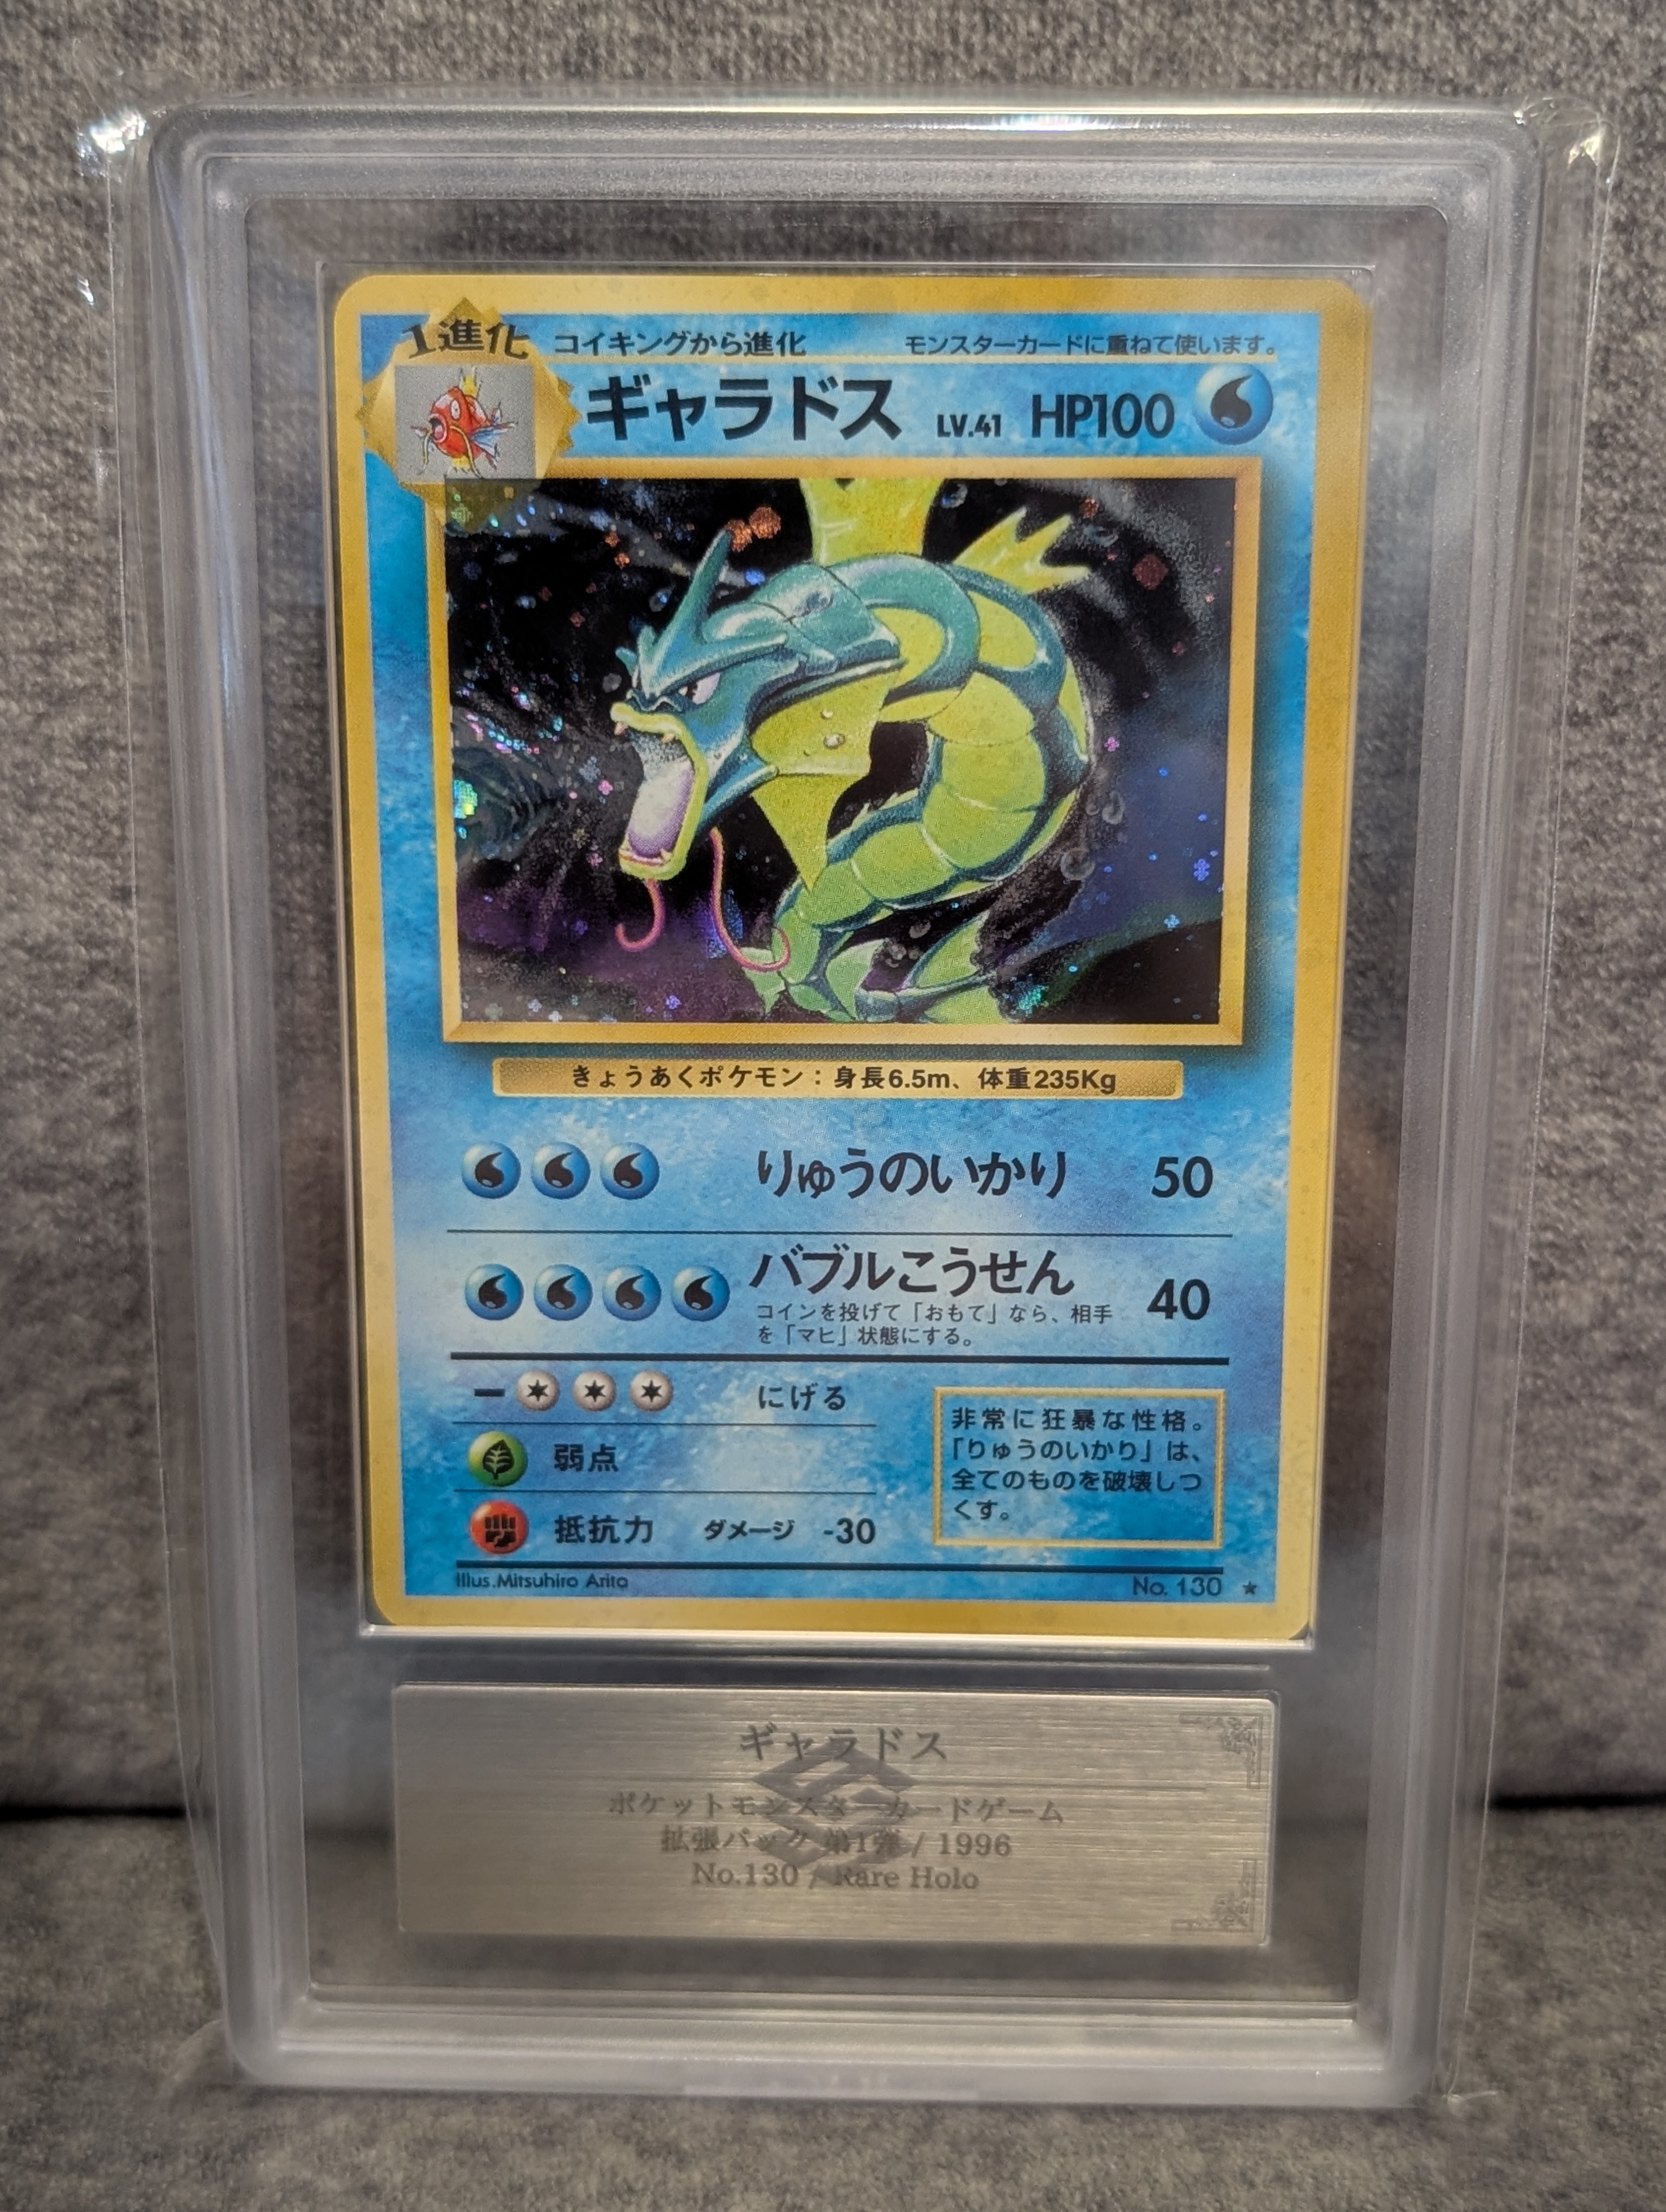 1進化
コイキングから進化 モンスターカードに重ねて使います。
ギャラドス LV.41 HP100
きょうあくポケモン：身長6.5m、体重235Kg
りゅうのいかり 50
バブルこうせん 40
コインを投げて「おもて」なら、相手
を「マヒ」状態にする。
にげる
弱点
抵抗力 ダメージ -30
非常に狂暴な性格。
「りゅうのいかり」は、
全てのものを破壊しつ
くす。
Illus.Mitsuhiro Arita No. 130 ★
ギャラドス
ポケットモンスターカードゲーム
拡張パック 第1弾 / 1996
No.130 / Rare Holo